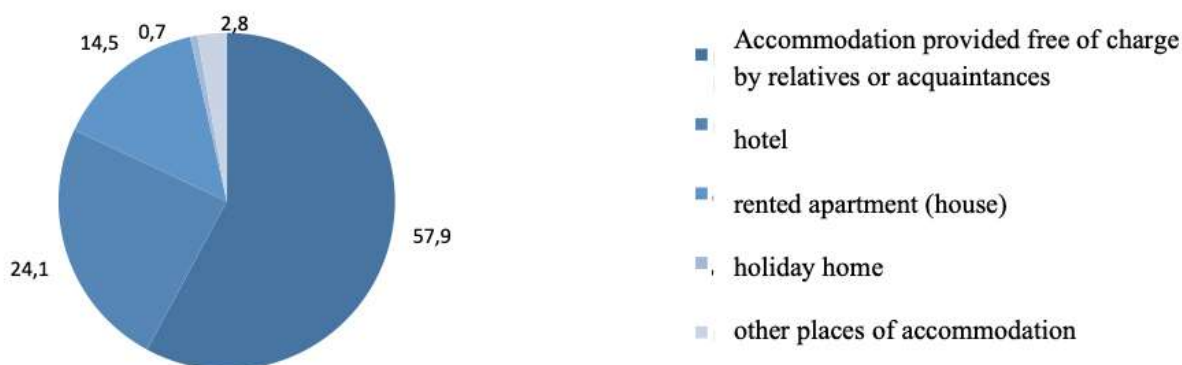 2,8
0,7
14,5
57,9
24,1
Accommodation provided free of charge
by relatives or acquaintances
hotel
rented apartment (house)
holiday home
other places of accommodation